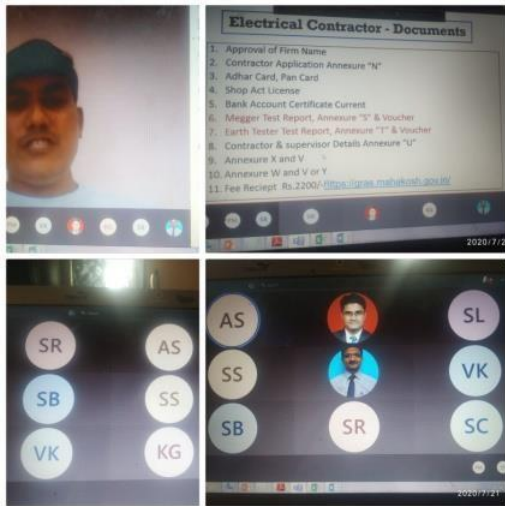 Electrical Contractor - Documents
1. Approval of Firm Name
2. Contractor Application Annexure "N"
3. Adhar Card, Pan Card
4. Shop Act License
5. Bank Account Certificate Current
6. Megger Test Report, Annexure "S" & Voucher
7. Earth Texter Test Report, Annexure "T" & Voucher
8. Contractor & supervisor Details Annexure "U"
9. Annexure X and V
10. Annexure W and V or Y
11. Fee Reciept Rs.2200/-https://gras.mahakosh.gov.in/
2020/7/2
SR AS
SB SS
VK KG
AS SL
SS VK
SB SR SC
2020/7/21